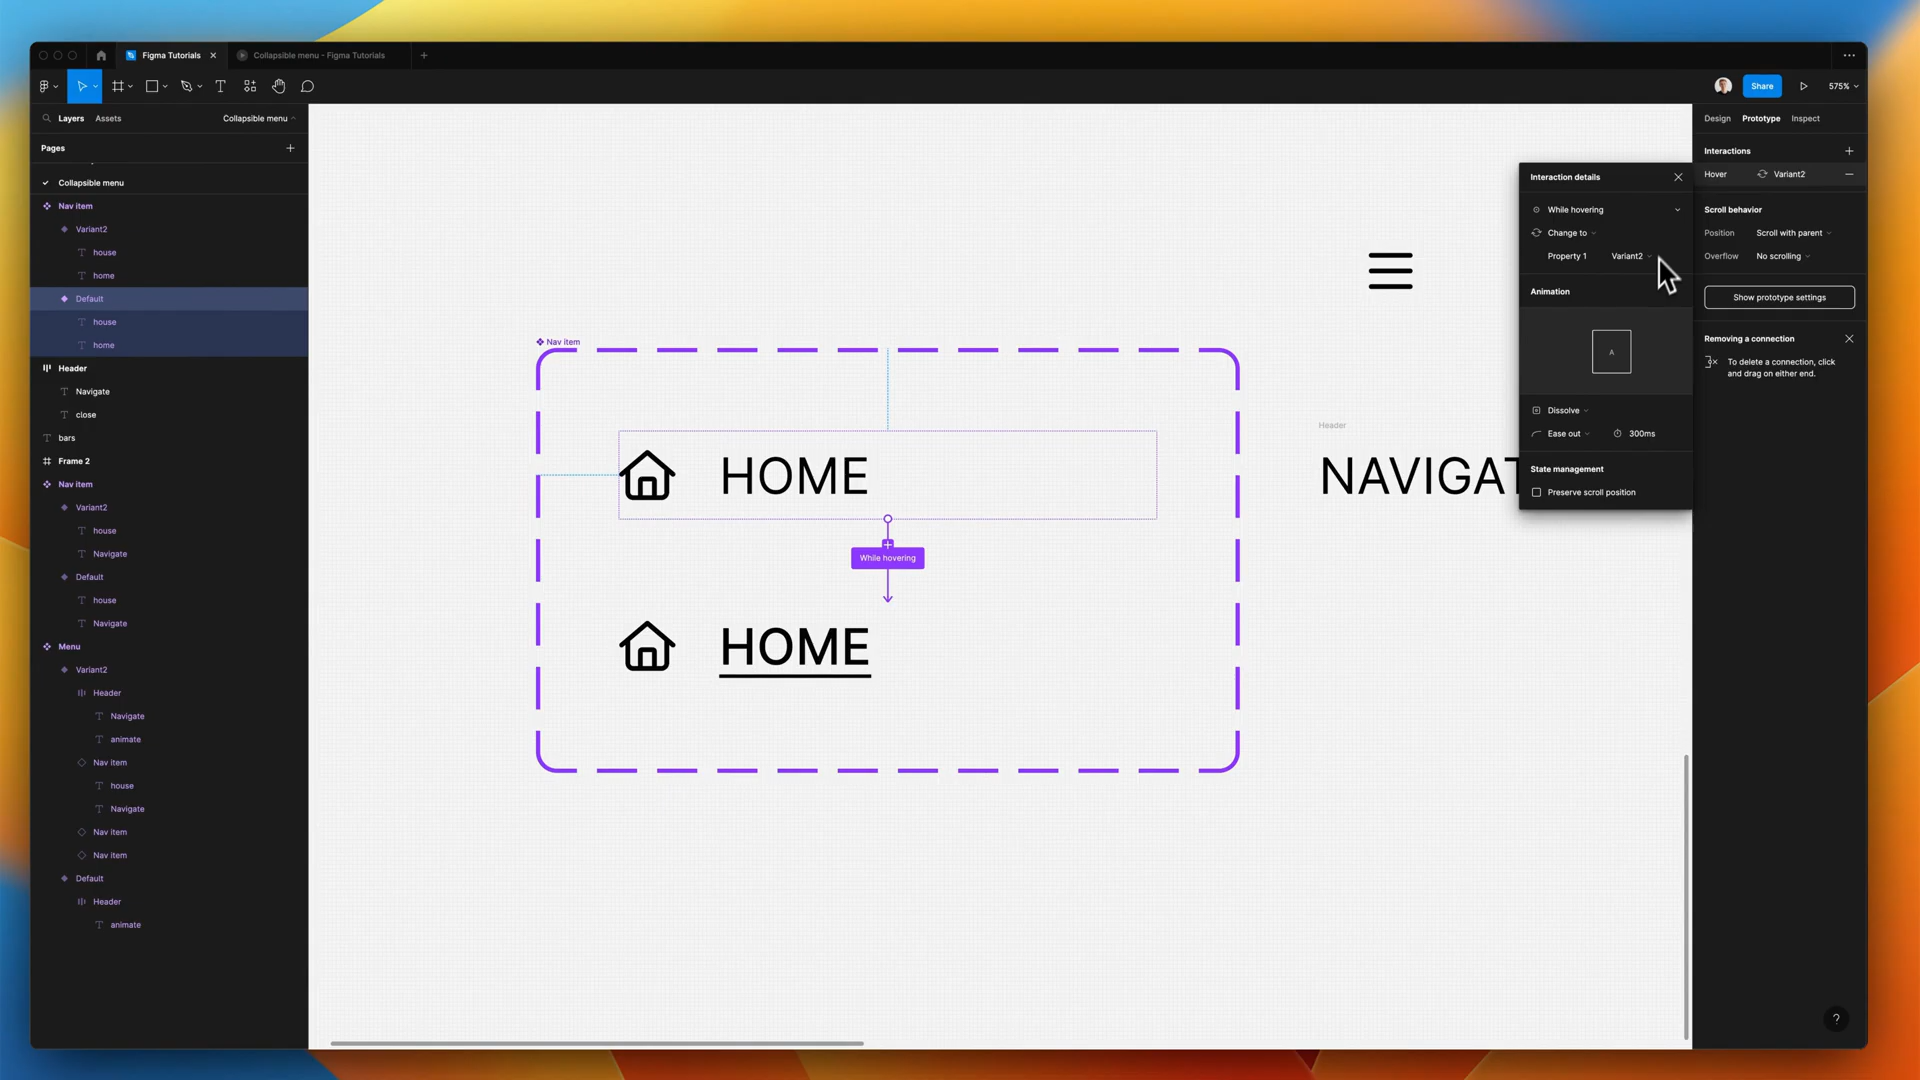 Figma Tutorials
Collapsible menu - Figma Tutorials
Share
575%
Layers
Assets
Collapsible menu
Pages
Collapsible menu
Nav item
Variant2
house
home
Default
house
home
Header
Navigate
close
bars
Frame 2
Nav item
Variant2
house
Navigate
Default
house
Navigate
Menu
Variant2
Header
Navigate
animate
Nav item
house
Navigate
Nav item
Nav item
Default
Header
animate
Nav item
HOME
While hovering
HOME
Header
NAVIGAT
Interaction details
While hovering
Change to
Property 1
Variant2
Animation
A
Dissolve
Ease out
300ms
State management
Preserve scroll position
Design
Prototype
Inspect
Interactions
Hover
Variant2
Scroll behavior
Position
Scroll with parent
Overflow
No scrolling
Show prototype settings
Removing a connection
To delete a connection, click
and drag on either end.
?